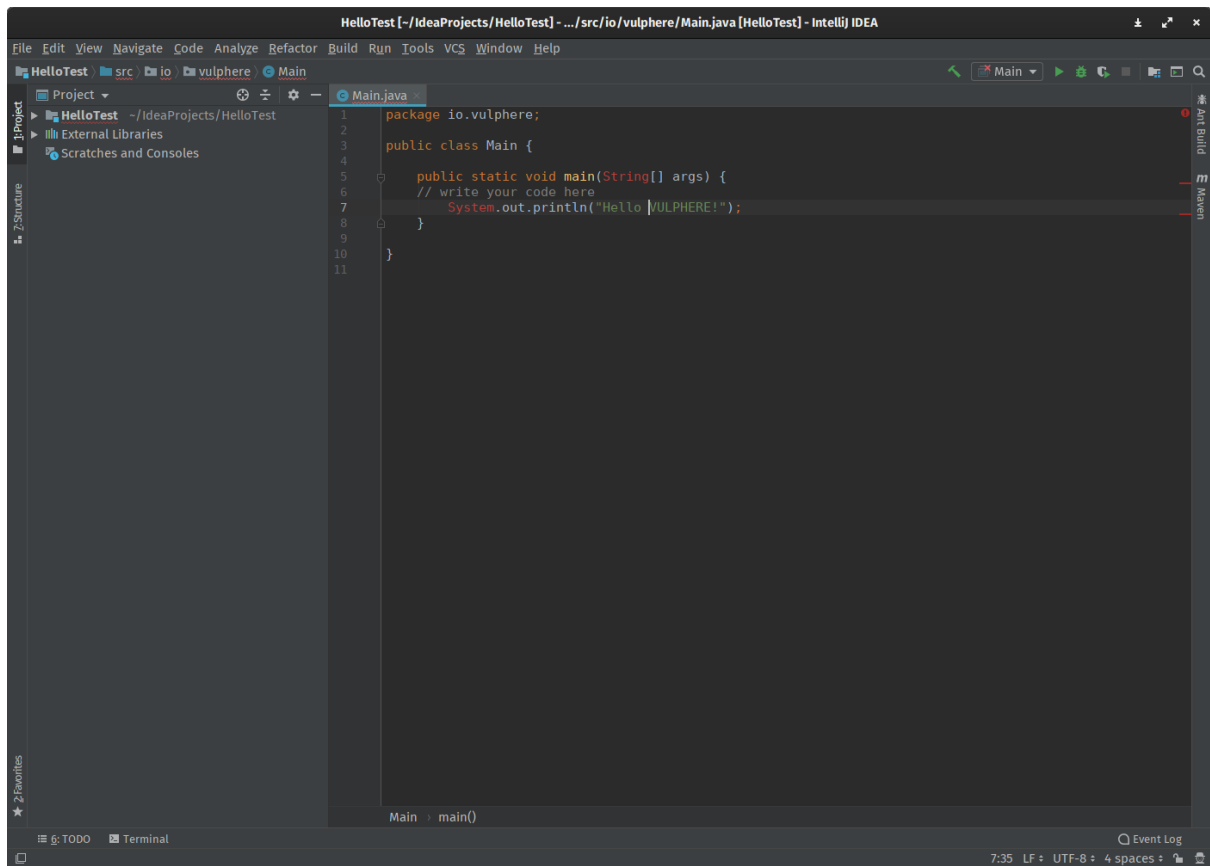 HelloTest [~/IdeaProjects/HelloTest] - .../src/io/vulphere/Main.java [HelloTest] - IntelliJ IDEA
File Edit View Navigate Code Analyze Refactor Build Run Tools VCS Window Help
HelloTest src io vulphere Main
Main
Project
Main.java
1: Project
HelloTest ~/IdeaProjects/HelloTest
External Libraries
Scratches and Consoles
7: Structure
2: Favorites
1 package io.vulphere;
2
3 public class Main {
4
5 public static void main(String[] args) {
6 // write your code here
7 System.out.println("Hello VULPHERE!");
8 }
9
10 }
11
Ant Build
m Maven
Main › main()
6: TODO Terminal
Event Log
7:35 LF UTF-8 4 spaces